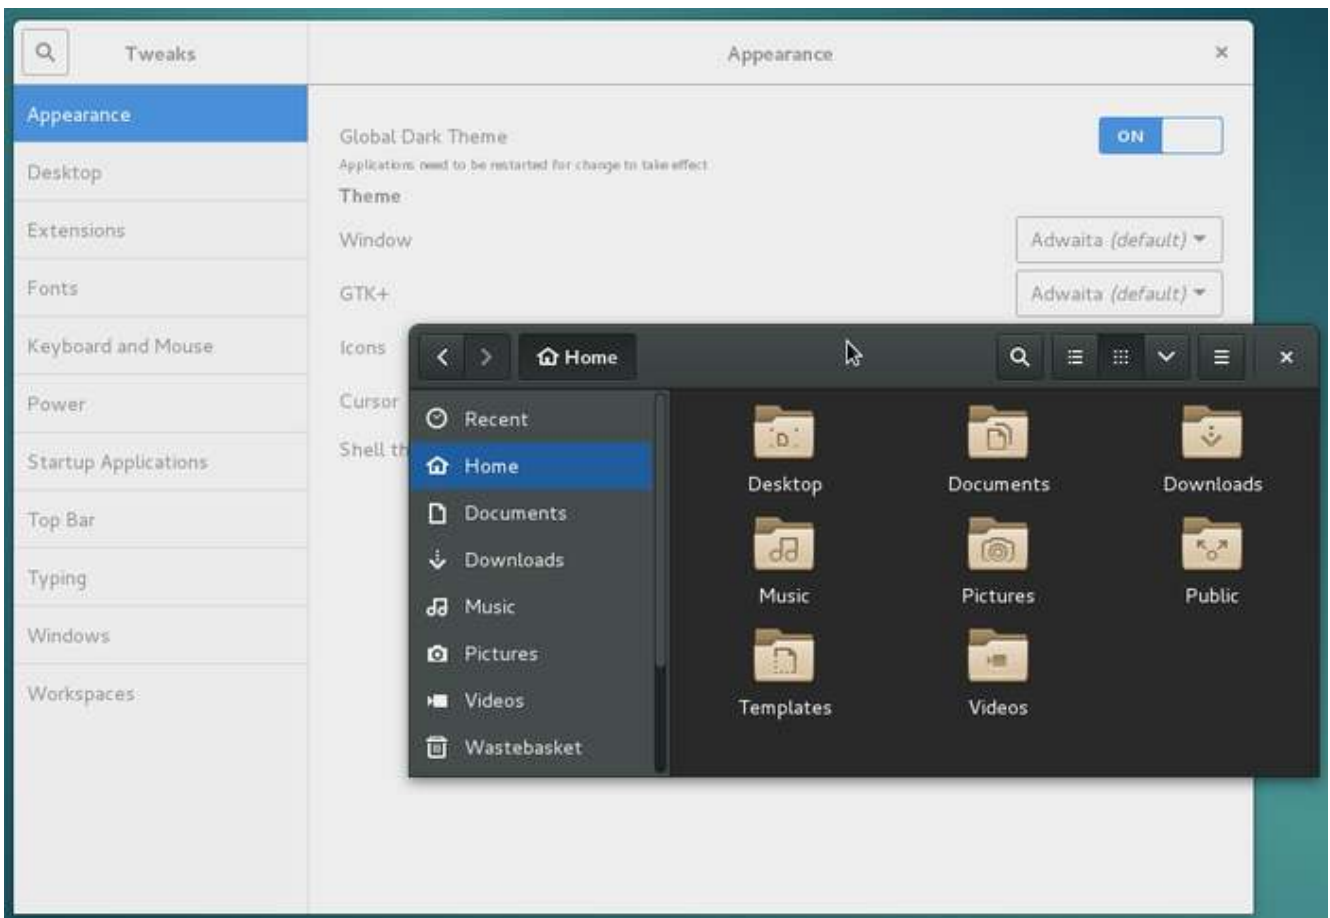 Tweaks
Appearance
Appearance
Desktop
Extensions
Fonts
Keyboard and Mouse
Power
Startup Applications
Top Bar
Typing
Windows
Workspaces
Global Dark Theme
ON
Applications need to be restarted for change to take effect
Theme
Window
Adwaita (default)
GTK+
Adwaita (default)
Icons
Cursor
Shell th
Home
Recent
Home
Documents
Downloads
Music
Pictures
Videos
Wastebasket
Desktop
Documents
Downloads
Music
Pictures
Public
Templates
Videos